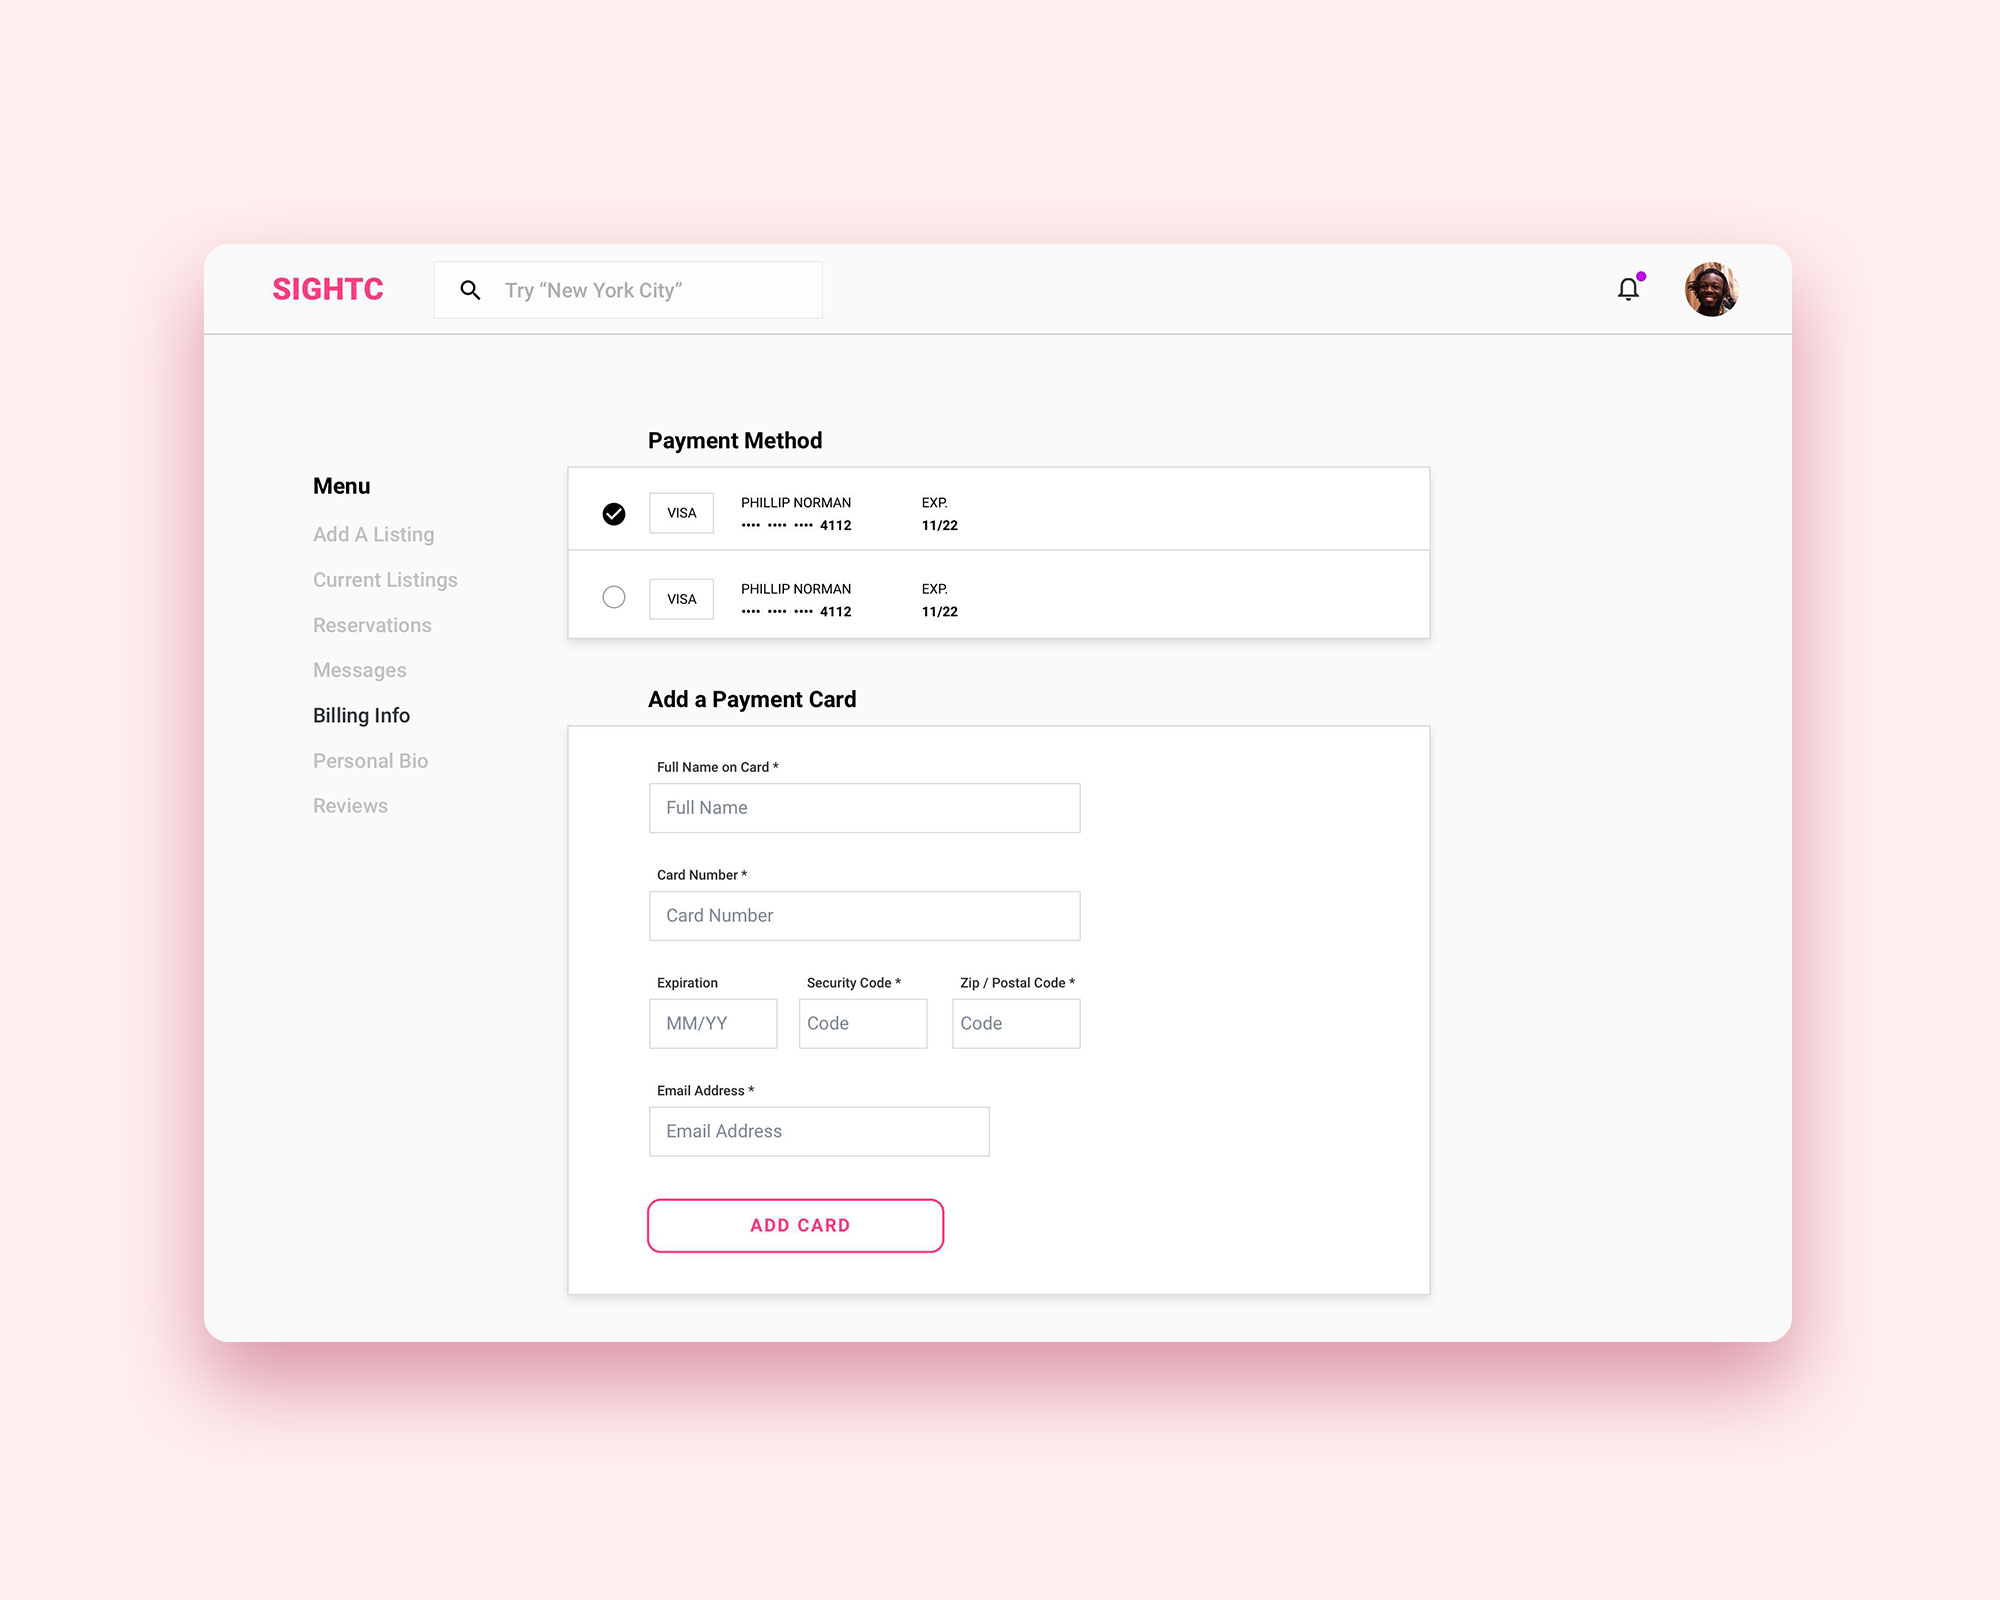 SIGHTC
Try “New York City”
Menu
Add A Listing
Current Listings
Reservations
Messages
Billing Info
Personal Bio
Reviews
Payment Method
VISA
PHILLIP NORMAN
•••• •••• •••• 4112
EXP.
11/22
VISA
PHILLIP NORMAN
•••• •••• •••• 4112
EXP.
11/22
Add a Payment Card
Full Name on Card *
Full Name
Card Number *
Card Number
Expiration
MM/YY
Security Code *
Code
Zip / Postal Code *
Code
Email Address *
Email Address
ADD CARD